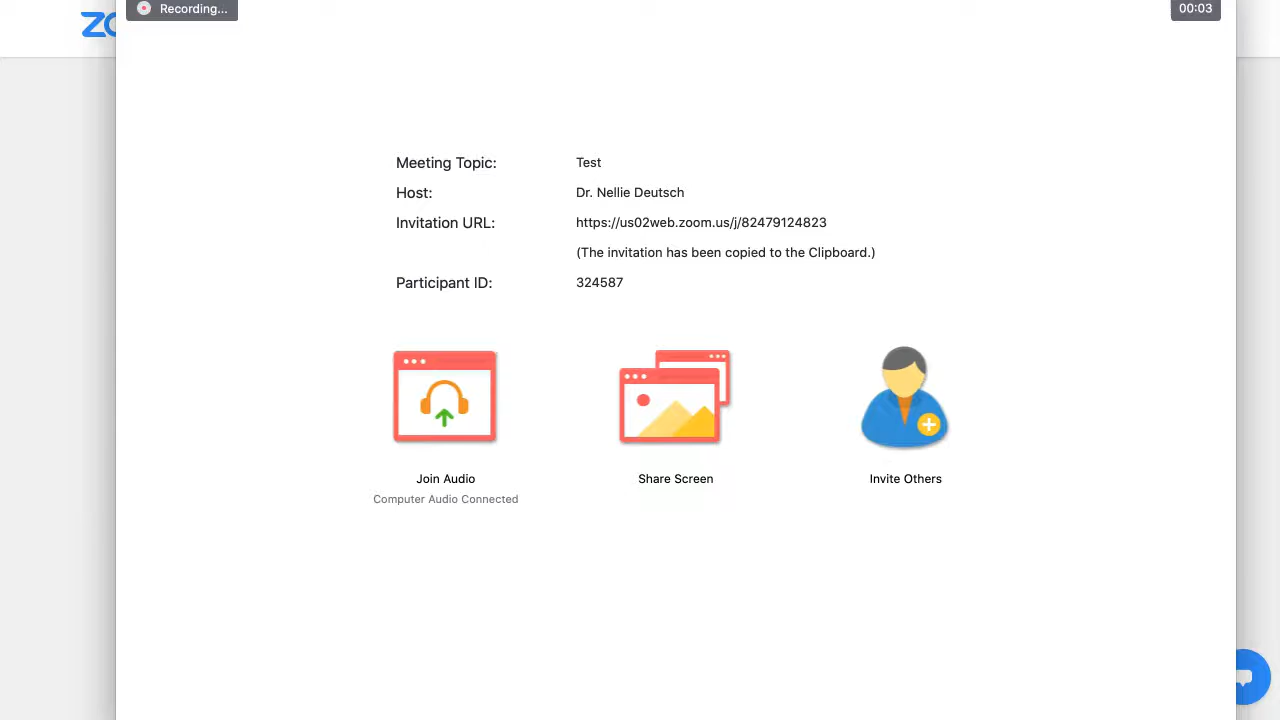 Recording...
00:03
Meeting Topic: Test
Host: Dr. Nellie Deutsch
Invitation URL: https://us02web.zoom.us/j/82479124823
(The invitation has been copied to the Clipboard.)
Participant ID: 324587
Join Audio
Computer Audio Connected
Share Screen
Invite Others